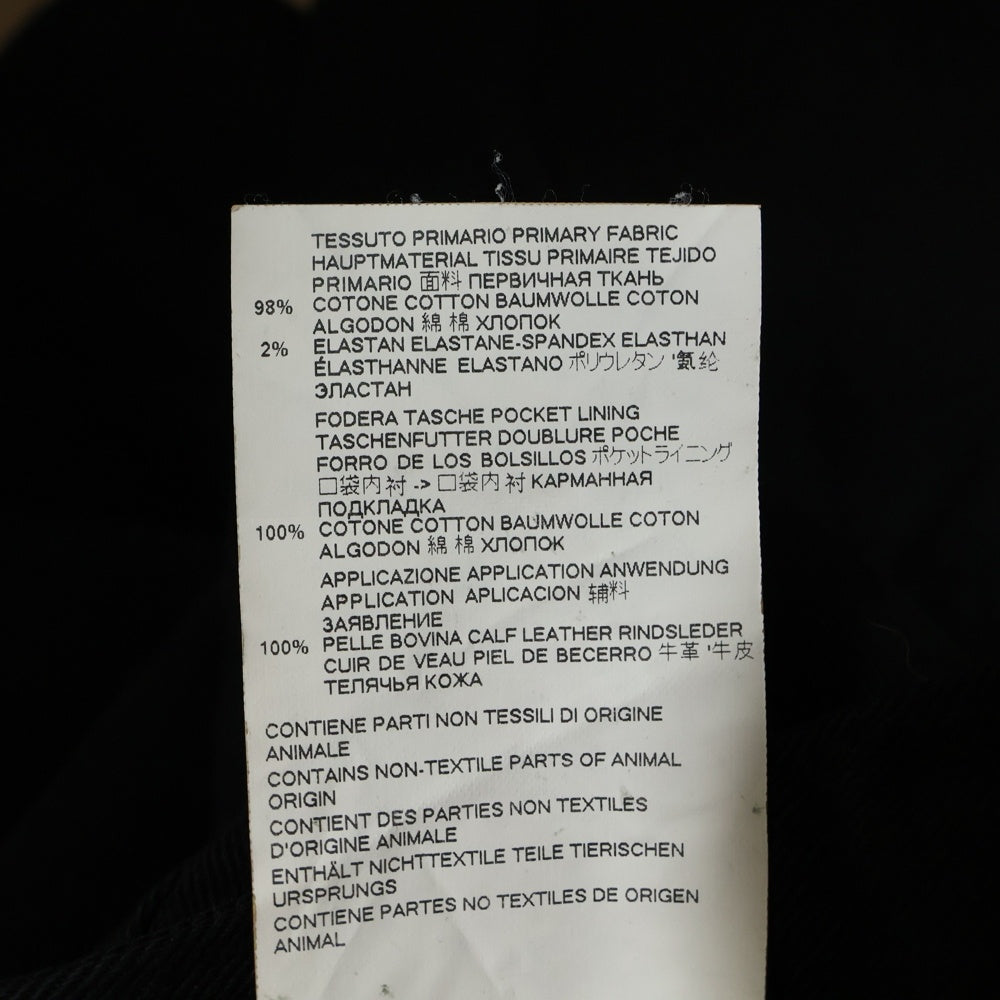 TESSUTO PRIMARIO PRIMARY FABRIC
HAUPTMATERIAL TISSU PRIMAIRE TEJIDO
PRIMARIO 面料 ПЕРВИЧНАЯ ТКАНЬ
98% COTONE COTTON BAUMWOLLE COTON
ALGODON 綿 棉 ХЛОПОК
2% ELASTAN ELASTANE-SPANDEX ELASTHAN
ÉLASTHANNE ELASTANO ポリウレタン '氨纶
ЭЛАСТАН
FODERA TASCHE POCKET LINING
TASCHENFUTTER DOUBLURE POCHE
FORRO DE LOS BOLSILLOS ポケットライニング
口袋内衬 -> 口袋内衬 КАРМАННАЯ
ПОДКЛАДКА
100% COTONE COTTON BAUMWOLLE COTON
ALGODON 綿 棉 ХЛОПОК
APPLICAZIONE APPLICATION ANWENDUNG
APPLICATION APLICACION 辅料
ЗАЯВЛЕНИЕ
100% PELLE BOVINA CALF LEATHER RINDSLEDER
CUIR DE VEAU PIEL DE BECERRO 牛革 '牛皮
ТЕЛЯЧЬЯ КОЖА
CONTIENE PARTI NON TESSILI DI ORIGINE
ANIMALE
CONTAINS NON-TEXTILE PARTS OF ANIMAL
ORIGIN
CONTIENT DES PARTIES NON TEXTILES
D'ORIGINE ANIMALE
ENTHÄLT NICHTTEXTILE TEILE TIERISCHEN
URSPRUNGS
CONTIENE PARTES NO TEXTILES DE ORIGEN
ANIMAL